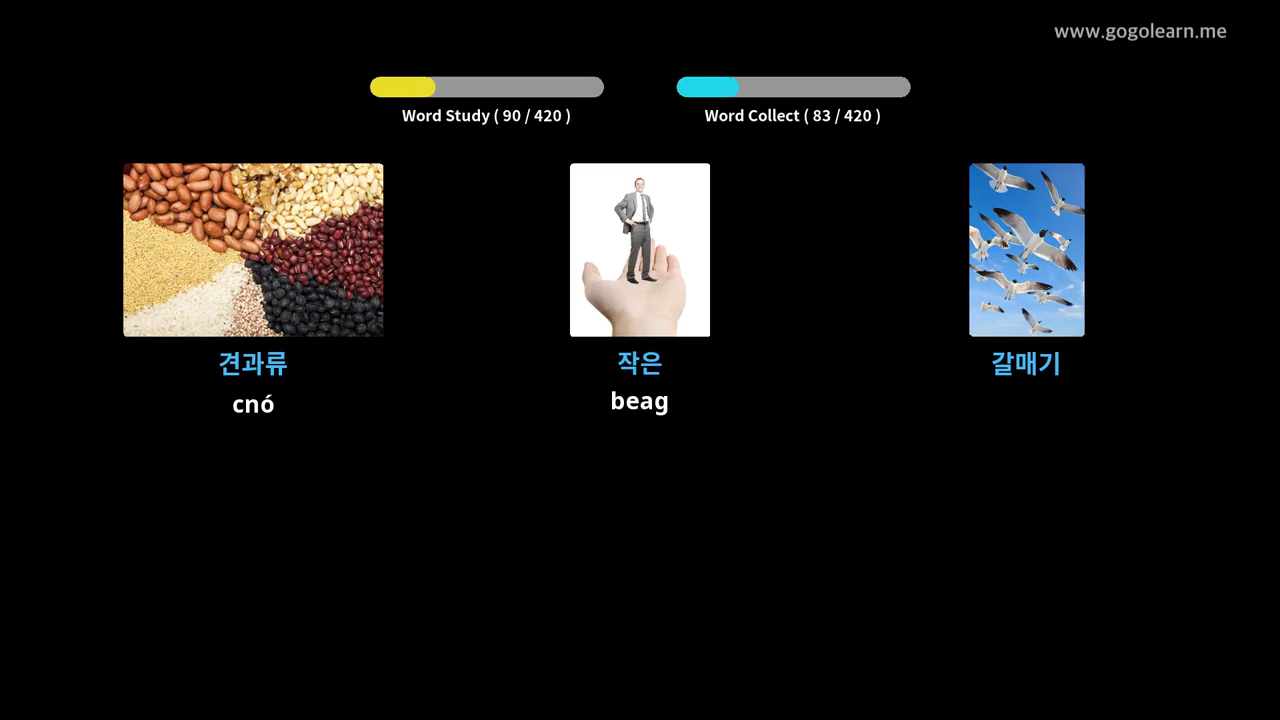 www.gogolearn.me
Word Study ( 90 / 420 )
Word Collect ( 83 / 420 )
견과류
작은
갈매기
cnó
beag